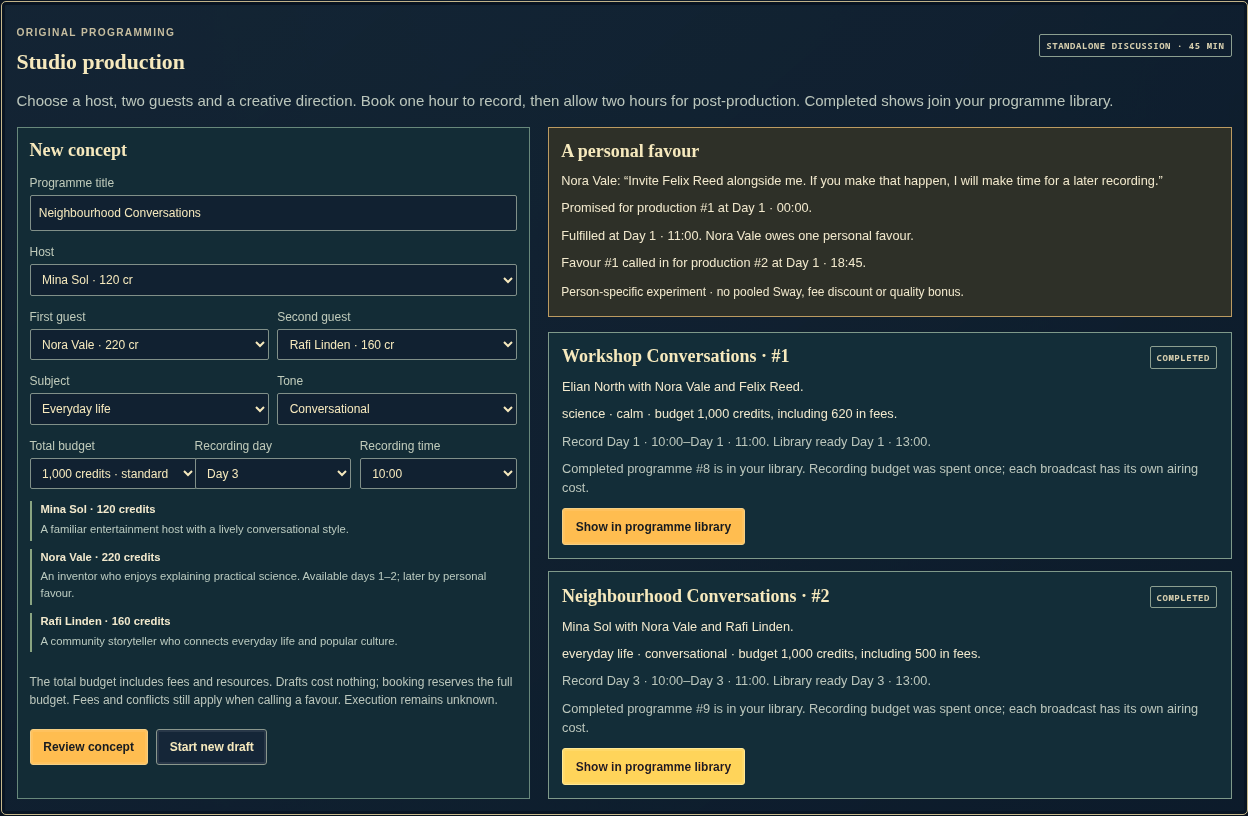 ORIGINAL PROGRAMMING
Studio production
STANDALONE DISCUSSION · 45 MIN
Choose a host, two guests and a creative direction. Book one hour to record, then allow two hours for post-production. Completed shows join your programme library.
New concept
Programme title
Neighbourhood Conversations
Host
Mina Sol · 120 cr
First guest
Second guest
Nora Vale · 220 cr
Rafi Linden · 160 cr
Subject
Tone
Everyday life
Conversational
Total budget
Recording day
Recording time
1,000 credits · standard
Day 3
10:00
Mina Sol · 120 credits
A familiar entertainment host with a lively conversational style.
Nora Vale · 220 credits
An inventor who enjoys explaining practical science. Available days 1–2; later by personal
favour.
Rafi Linden · 160 credits
A community storyteller who connects everyday life and popular culture.
The total budget includes fees and resources. Drafts cost nothing; booking reserves the full
budget. Fees and conflicts still apply when calling a favour. Execution remains unknown.
Review concept
Start new draft
A personal favour
Nora Vale: “Invite Felix Reed alongside me. If you make that happen, I will make time for a later recording.”
Promised for production #1 at Day 1 · 00:00.
Fulfilled at Day 1 · 11:00. Nora Vale owes one personal favour.
Favour #1 called in for production #2 at Day 1 · 18:45.
Person-specific experiment · no pooled Sway, fee discount or quality bonus.
Workshop Conversations · #1
COMPLETED
Elian North with Nora Vale and Felix Reed.
science · calm · budget 1,000 credits, including 620 in fees.
Record Day 1 · 10:00–Day 1 · 11:00. Library ready Day 1 · 13:00.
Completed programme #8 is in your library. Recording budget was spent once; each broadcast has its own airing
cost.
Show in programme library
Neighbourhood Conversations · #2
COMPLETED
Mina Sol with Nora Vale and Rafi Linden.
everyday life · conversational · budget 1,000 credits, including 500 in fees.
Record Day 3 · 10:00–Day 3 · 11:00. Library ready Day 3 · 13:00.
Completed programme #9 is in your library. Recording budget was spent once; each broadcast has its own airing
cost.
Show in programme library